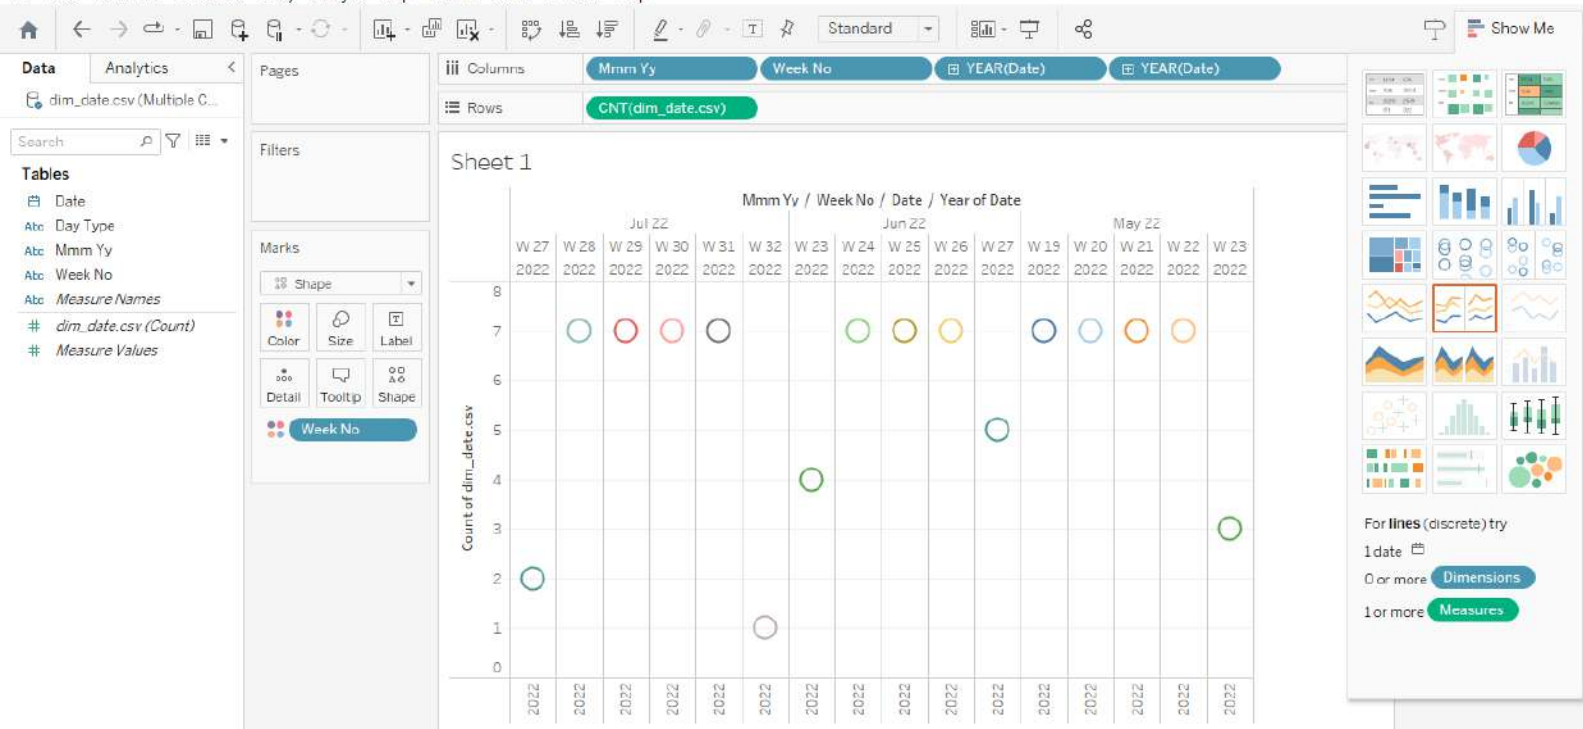 Standard
Show Me
Data
Analytics
dim_date.csv (Multiple C...
Search
Tables
Date
Abc Day Type
Abc Mmm Yy
Abc Week No
Abc Measure Names
# dim_date.csv (Count)
# Measure Values
Pages
Filters
Marks
Shape
Color
Size
T
Label
Detail
Tooltip
Shape
Week No
iii Columns
Mmm Yy
Week No
YEAR(Date)
YEAR(Date)
Rows
CNT(dim_date.csv)
Sheet 1
Mmm Yy / Week No / Date / Year of Date
Jul 22 Jun 22 May 22
W 27 W 28 W 29 W 30 W 31 W 32 W 23 W 24 W 25 W 26 W 27 W 19 W 20 W 21 W 22 W 23
2022 2022 2022 2022 2022 2022 2022 2022 2022 2022 2022 2022 2022 2022 2022 2022
Count of dim_date.csv
8
7
6
5
4
3
2
1
0
2022 2022 2022 2022 2022 2022 2022 2022 2022 2022 2022 2022 2022 2022 2022 2022
For lines (discrete) try
1 date
0 or more Dimensions
1 or more Measures